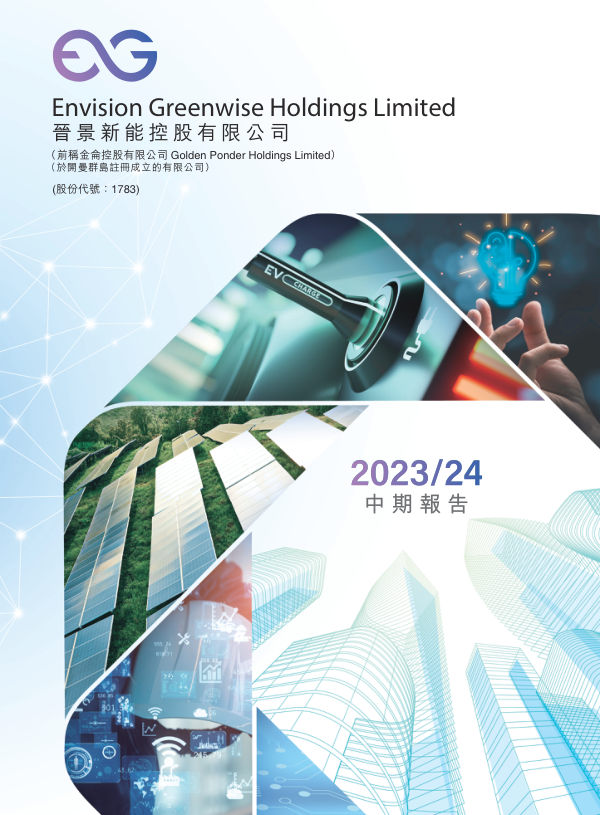 EG
Envision Greenwise Holdings Limited
晉景新能控股有限公司
(前稱金侖控股有限公司 Golden Ponder Holdings Limited)
(於開曼群島註冊成立的有限公司)
(股份代號：1783)
EV
CHARGE
2023/24
中期報告